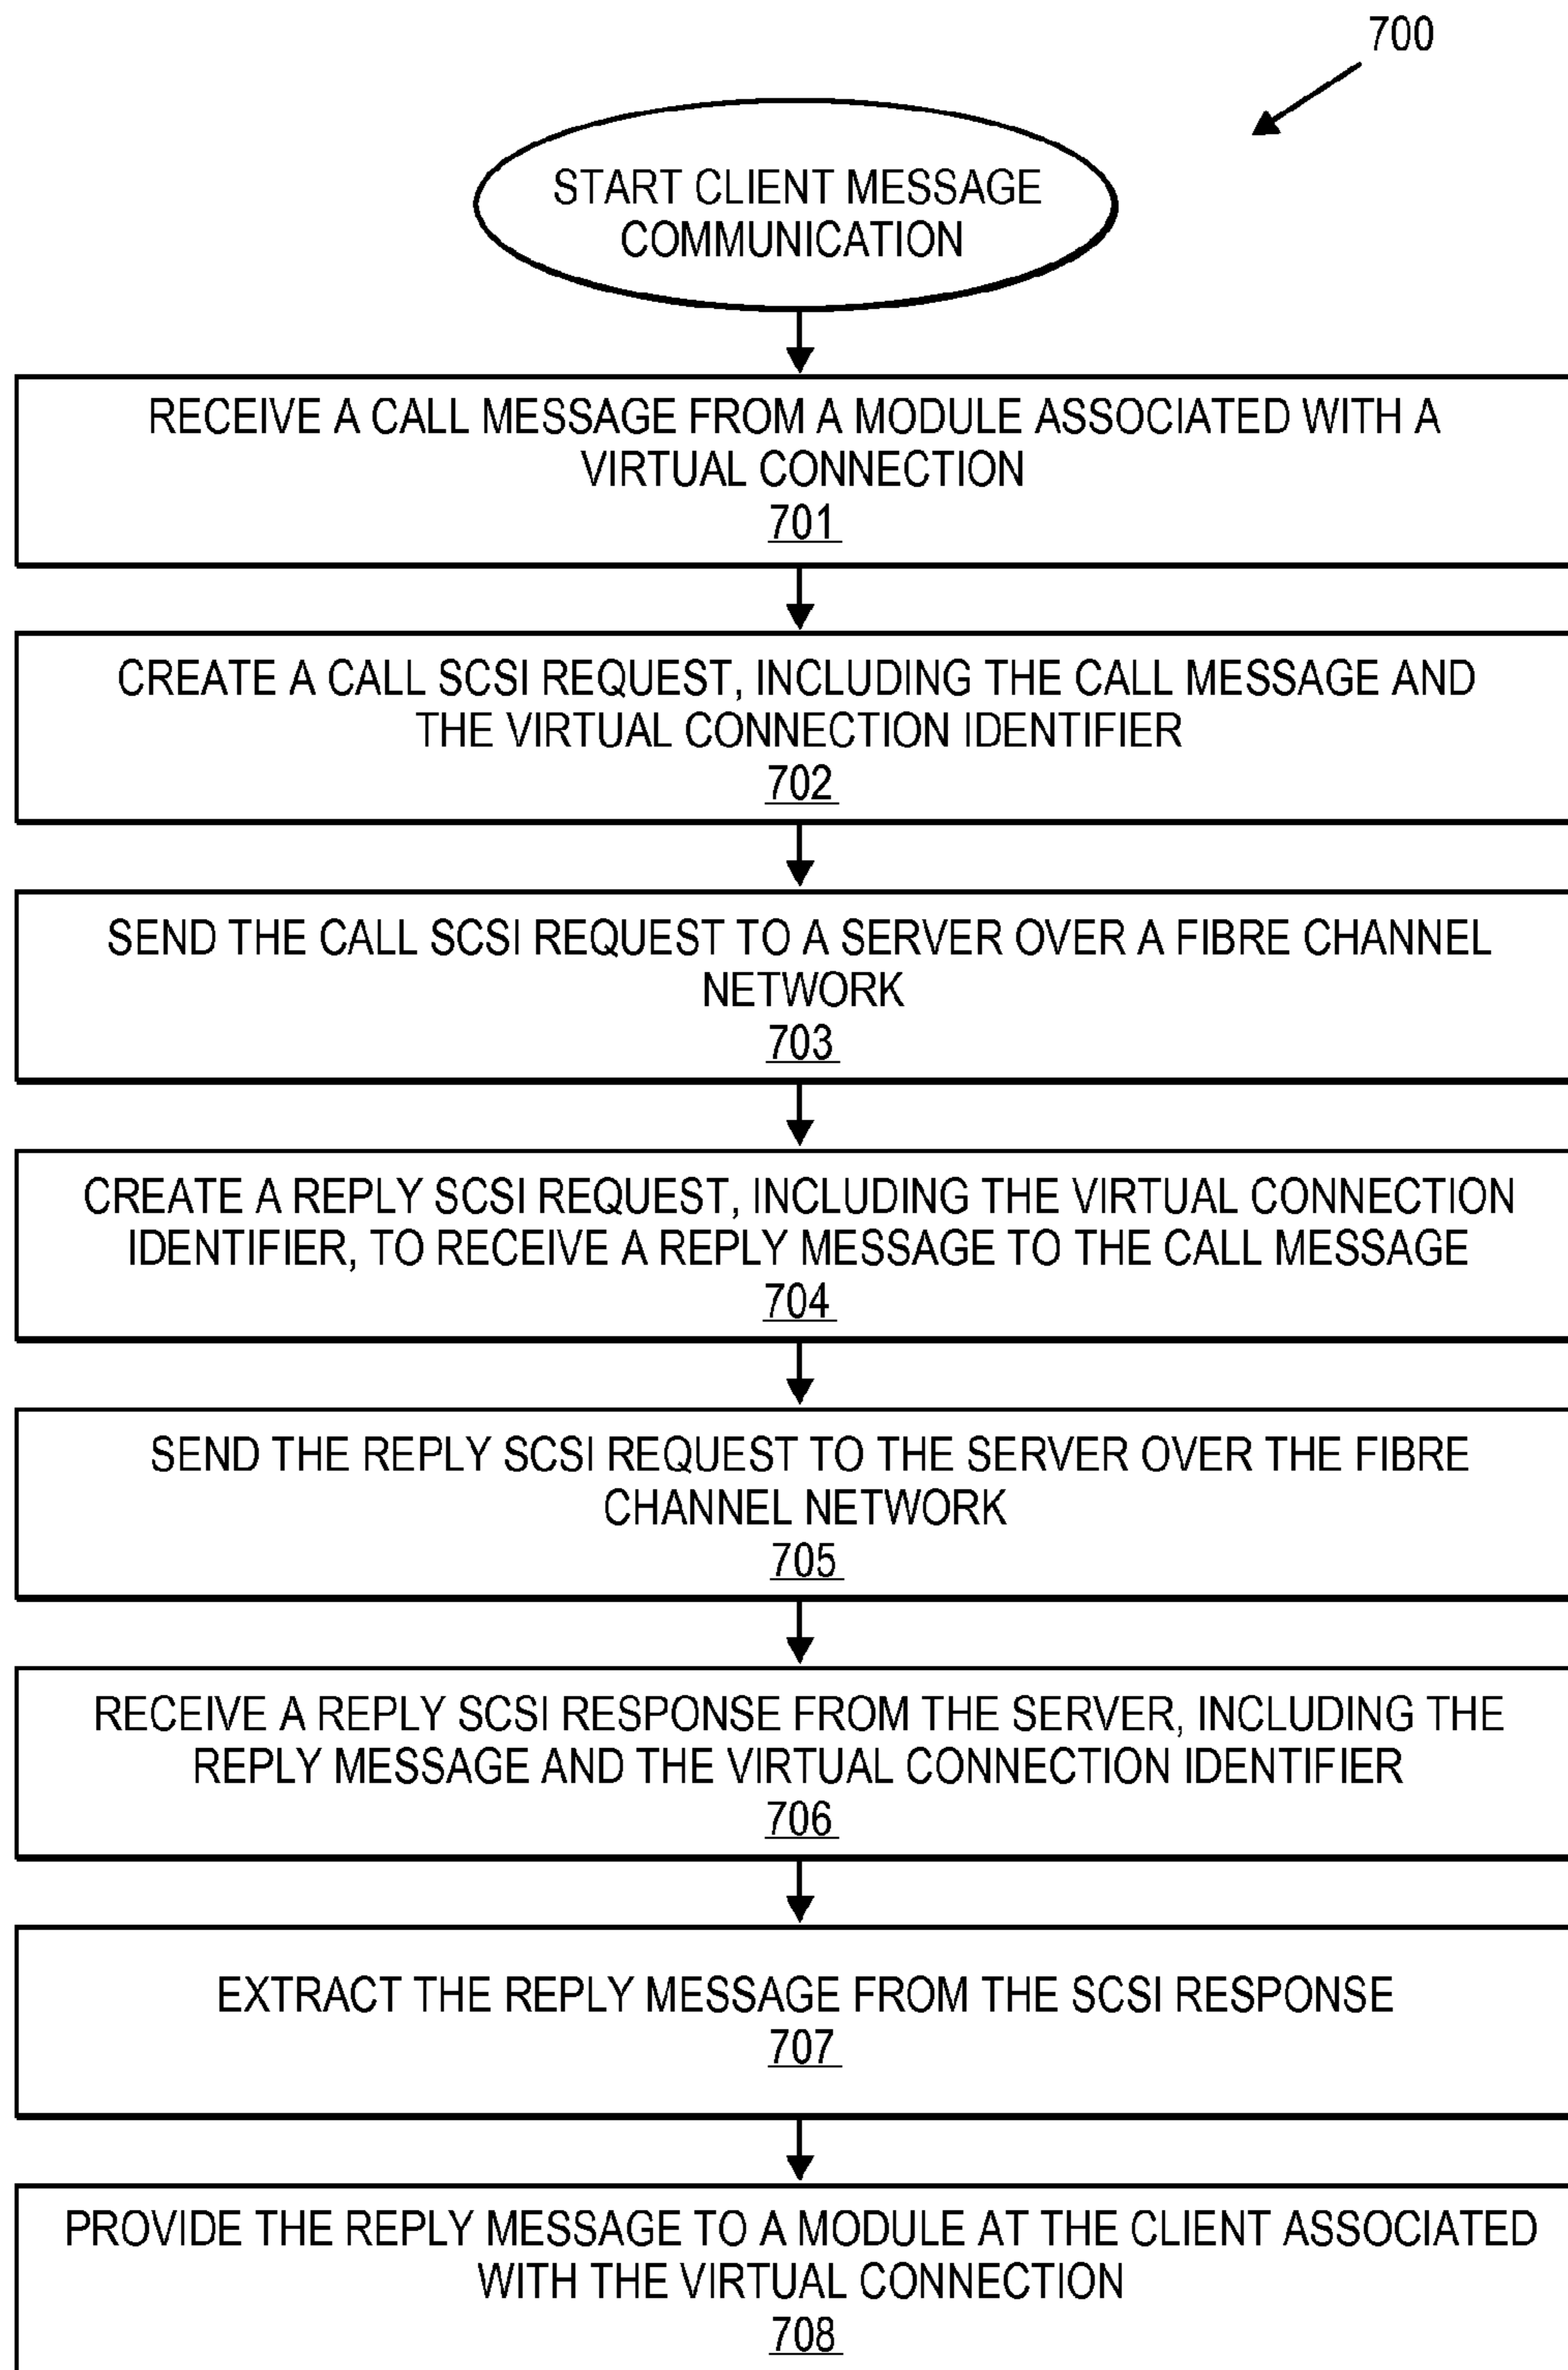 700
START CLIENT MESSAGE
COMMUNICATION
RECEIVE A CALL MESSAGE FROM A MODULE ASSOCIATED WITH A
VIRTUAL CONNECTION
701
CREATE A CALL SCSI REQUEST, INCLUDING THE CALL MESSAGE AND
THE VIRTUAL CONNECTION IDENTIFIER
702
SEND THE CALL SCSI REQUEST TO A SERVER OVER A FIBRE CHANNEL
NETWORK
703
CREATE A REPLY SCSI REQUEST, INCLUDING THE VIRTUAL CONNECTION
IDENTIFIER, TO RECEIVE A REPLY MESSAGE TO THE CALL MESSAGE
704
SEND THE REPLY SCSI REQUEST TO THE SERVER OVER THE FIBRE
CHANNEL NETWORK
705
RECEIVE A REPLY SCSI RESPONSE FROM THE SERVER, INCLUDING THE
REPLY MESSAGE AND THE VIRTUAL CONNECTION IDENTIFIER
706
EXTRACT THE REPLY MESSAGE FROM THE SCSI RESPONSE
707
PROVIDE THE REPLY MESSAGE TO A MODULE AT THE CLIENT ASSOCIATED
WITH THE VIRTUAL CONNECTION
708